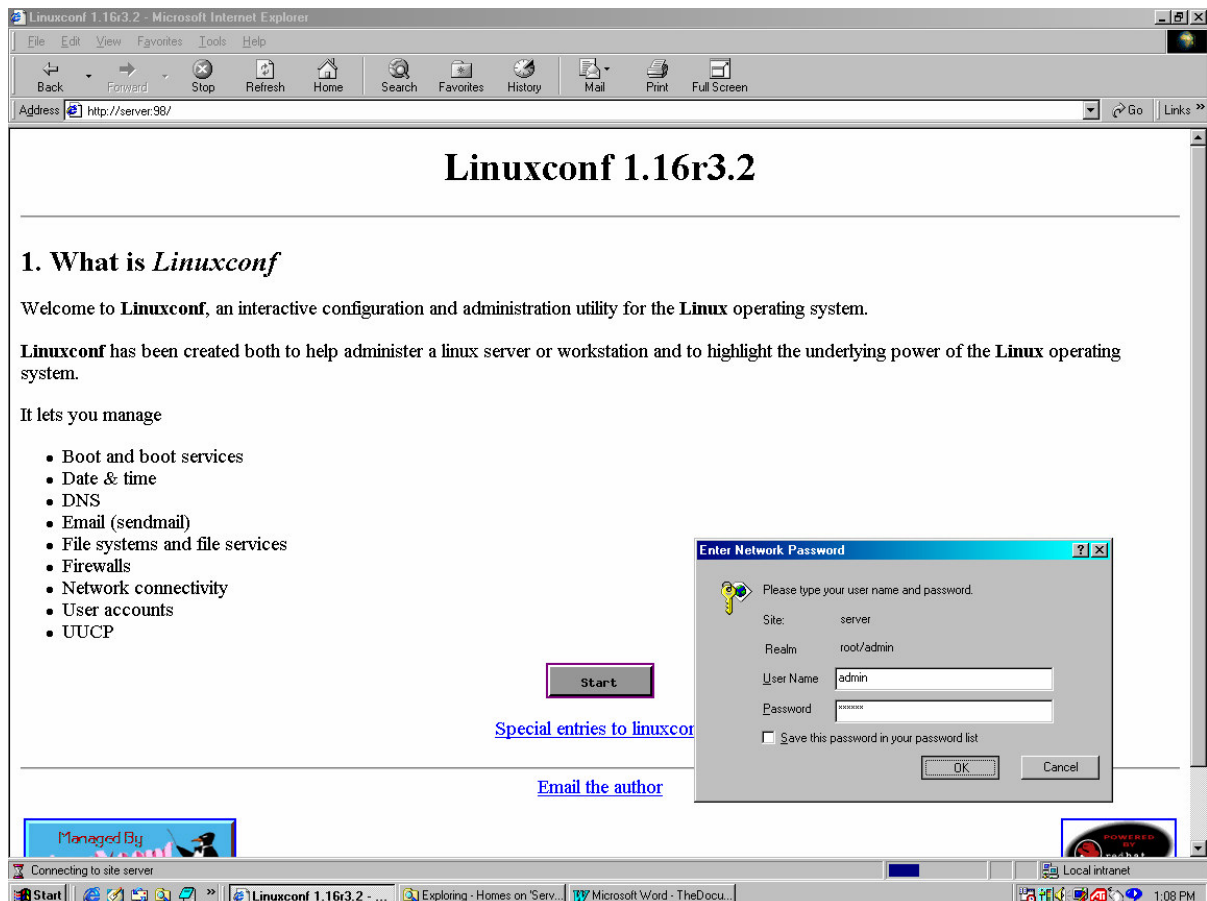 Linuxconf 1.16r3.2 - Microsoft Internet Explorer
File Edit View Favorites Tools Help
Back Forward Stop Refresh Home Search Favorites History Mail Print Full Screen
Address http://server:98/ Go Links »
Linuxconf 1.16r3.2
1. What is Linuxconf
Welcome to Linuxconf, an interactive configuration and administration utility for the Linux operating system.
Linuxconf has been created both to help administer a linux server or workstation and to highlight the underlying power of the Linux operating
system.
It lets you manage
• Boot and boot services
• Date & time
• DNS
• Email (sendmail)
• File systems and file services
• Firewalls
• Network connectivity
• User accounts
• UUCP
Start
Special entries to linuxcon
Email the author
Enter Network Password
Please type your user name and password.
Site: server
Realm root/admin
User Name admin
Password xxxxxx
Save this password in your password list
OK Cancel
Managed By
POWERED
BY
redhat
Connecting to site server Local intranet
Start » Linuxconf 1.16r3.2 - ... Exploring - Homes on 'Serv... Microsoft Word - TheDocu... 1:08 PM